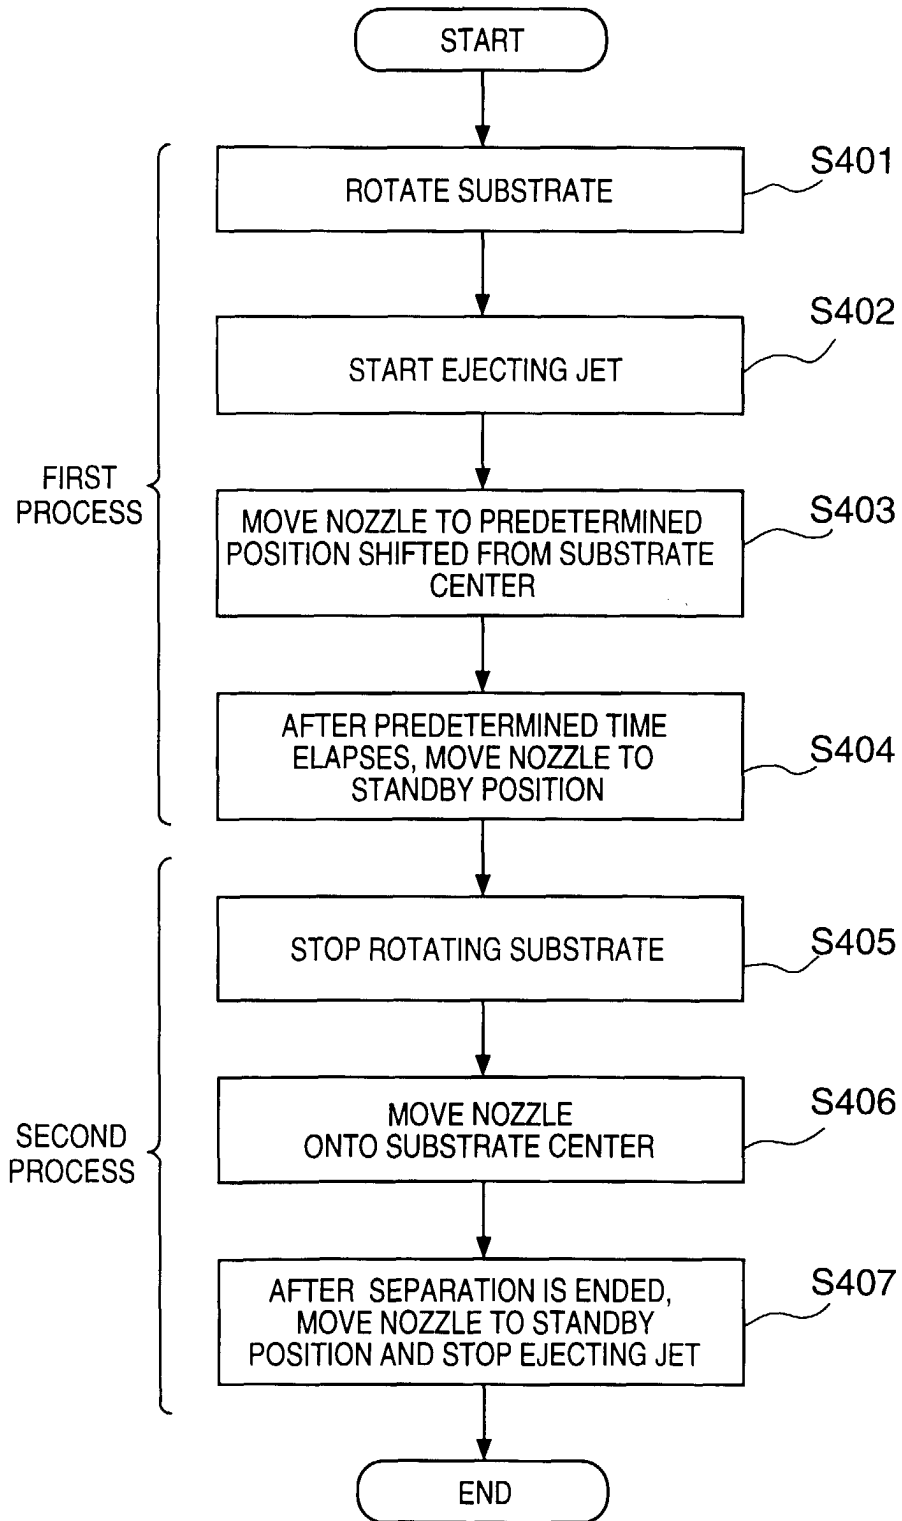 START
S401
ROTATE SUBSTRATE
S402
START EJECTING JET
FIRST
PROCESS
S403
MOVE NOZZLE TO PREDETERMINED
POSITION SHIFTED FROM SUBSTRATE
CENTER
S404
AFTER PREDETERMINED TIME
ELAPSES, MOVE NOZZLE TO
STANDBY POSITION
S405
STOP ROTATING SUBSTRATE
SECOND
PROCESS
S406
MOVE NOZZLE
ONTO SUBSTRATE CENTER
S407
AFTER SEPARATION IS ENDED,
MOVE NOZZLE TO STANDBY
POSITION AND STOP EJECTING JET
END